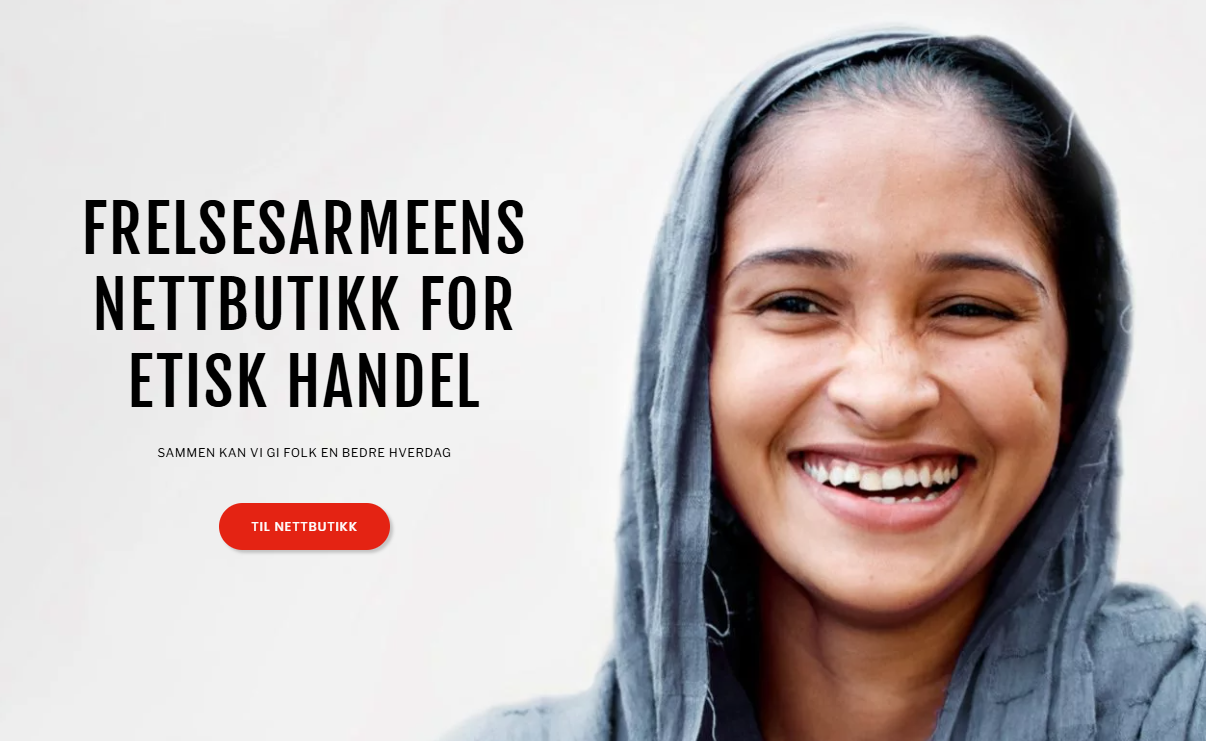 FRELSESARMEENS
NETTBUTIKK FOR
ETISK HANDEL
SAMMEN KAN VI GI FOLK EN BEDRE HVERDAG
TIL NETTBUTIKK